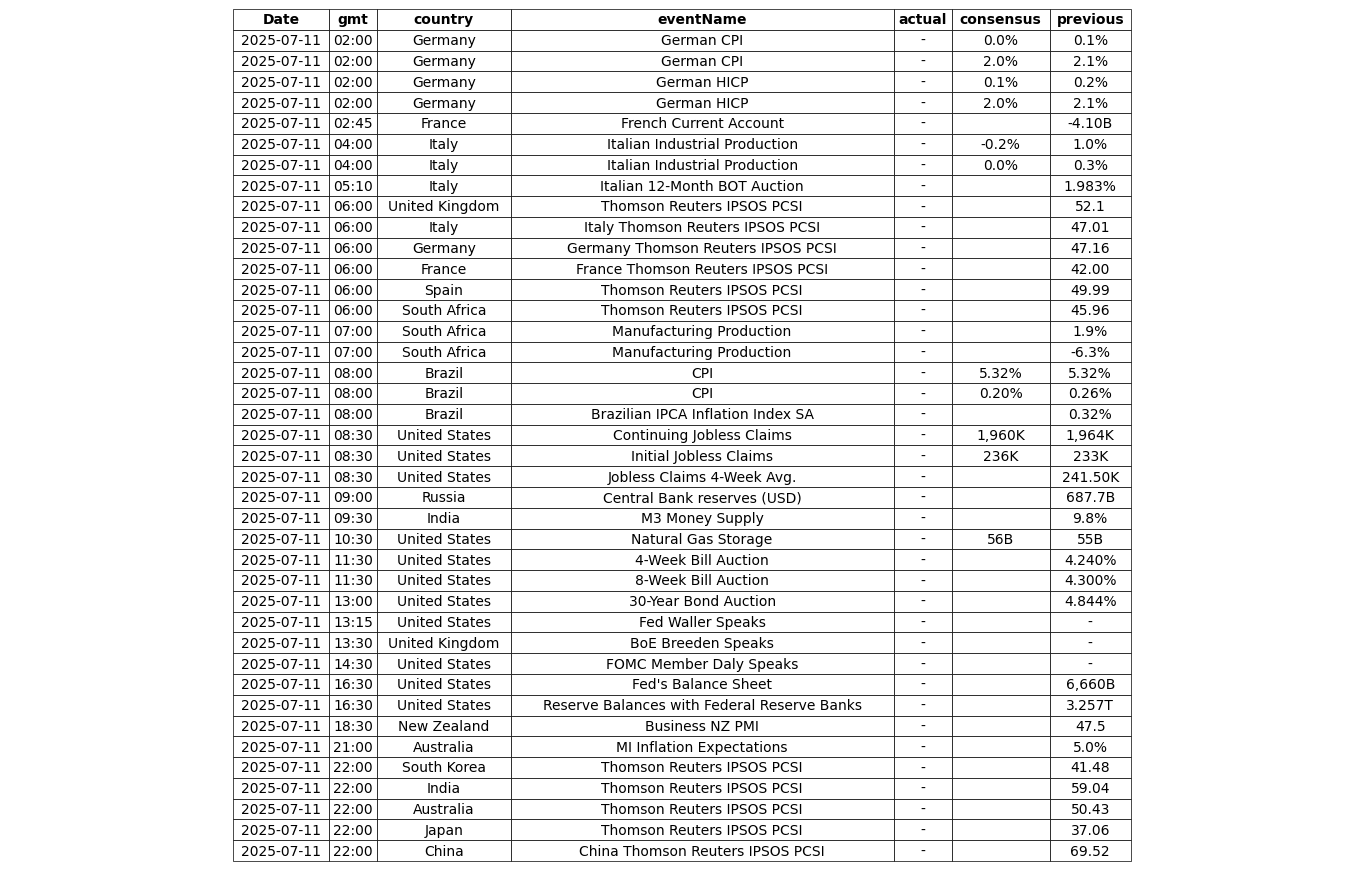 Date gmt country eventName actual consensus previous
2025-07-11 02:00 Germany German CPI - 0.0% 0.1%
2025-07-11 02:00 Germany German CPI - 2.0% 2.1%
2025-07-11 02:00 Germany German HICP - 0.1% 0.2%
2025-07-11 02:00 Germany German HICP - 2.0% 2.1%
2025-07-11 02:45 France French Current Account - -4.10B
2025-07-11 04:00 Italy Italian Industrial Production - -0.2% 1.0%
2025-07-11 04:00 Italy Italian Industrial Production - 0.0% 0.3%
2025-07-11 05:10 Italy Italian 12-Month BOT Auction - 1.983%
2025-07-11 06:00 United Kingdom Thomson Reuters IPSOS PCSI - 52.1
2025-07-11 06:00 Italy Italy Thomson Reuters IPSOS PCSI - 47.01
2025-07-11 06:00 Germany Germany Thomson Reuters IPSOS PCSI - 47.16
2025-07-11 06:00 France France Thomson Reuters IPSOS PCSI - 42.00
2025-07-11 06:00 Spain Thomson Reuters IPSOS PCSI - 49.99
2025-07-11 06:00 South Africa Thomson Reuters IPSOS PCSI - 45.96
2025-07-11 07:00 South Africa Manufacturing Production - 1.9%
2025-07-11 07:00 South Africa Manufacturing Production - -6.3%
2025-07-11 08:00 Brazil CPI - 5.32% 5.32%
2025-07-11 08:00 Brazil CPI - 0.20% 0.26%
2025-07-11 08:00 Brazil Brazilian IPCA Inflation Index SA - 0.32%
2025-07-11 08:30 United States Continuing Jobless Claims - 1,960K 1,964K
2025-07-11 08:30 United States Initial Jobless Claims - 236K 233K
2025-07-11 08:30 United States Jobless Claims 4-Week Avg. - 241.50K
2025-07-11 09:00 Russia Central Bank reserves (USD) - 687.7B
2025-07-11 09:30 India M3 Money Supply - 9.8%
2025-07-11 10:30 United States Natural Gas Storage - 56B 55B
2025-07-11 11:30 United States 4-Week Bill Auction - 4.240%
2025-07-11 11:30 United States 8-Week Bill Auction - 4.300%
2025-07-11 13:00 United States 30-Year Bond Auction - 4.844%
2025-07-11 13:15 United States Fed Waller Speaks - -
2025-07-11 13:30 United Kingdom BoE Breeden Speaks - -
2025-07-11 14:30 United States FOMC Member Daly Speaks - -
2025-07-11 16:30 United States Fed's Balance Sheet - 6,660B
2025-07-11 16:30 United States Reserve Balances with Federal Reserve Banks - 3.257T
2025-07-11 18:30 New Zealand Business NZ PMI - 47.5
2025-07-11 21:00 Australia MI Inflation Expectations - 5.0%
2025-07-11 22:00 South Korea Thomson Reuters IPSOS PCSI - 41.48
2025-07-11 22:00 India Thomson Reuters IPSOS PCSI - 59.04
2025-07-11 22:00 Australia Thomson Reuters IPSOS PCSI - 50.43
2025-07-11 22:00 Japan Thomson Reuters IPSOS PCSI - 37.06
2025-07-11 22:00 China China Thomson Reuters IPSOS PCSI - 69.52